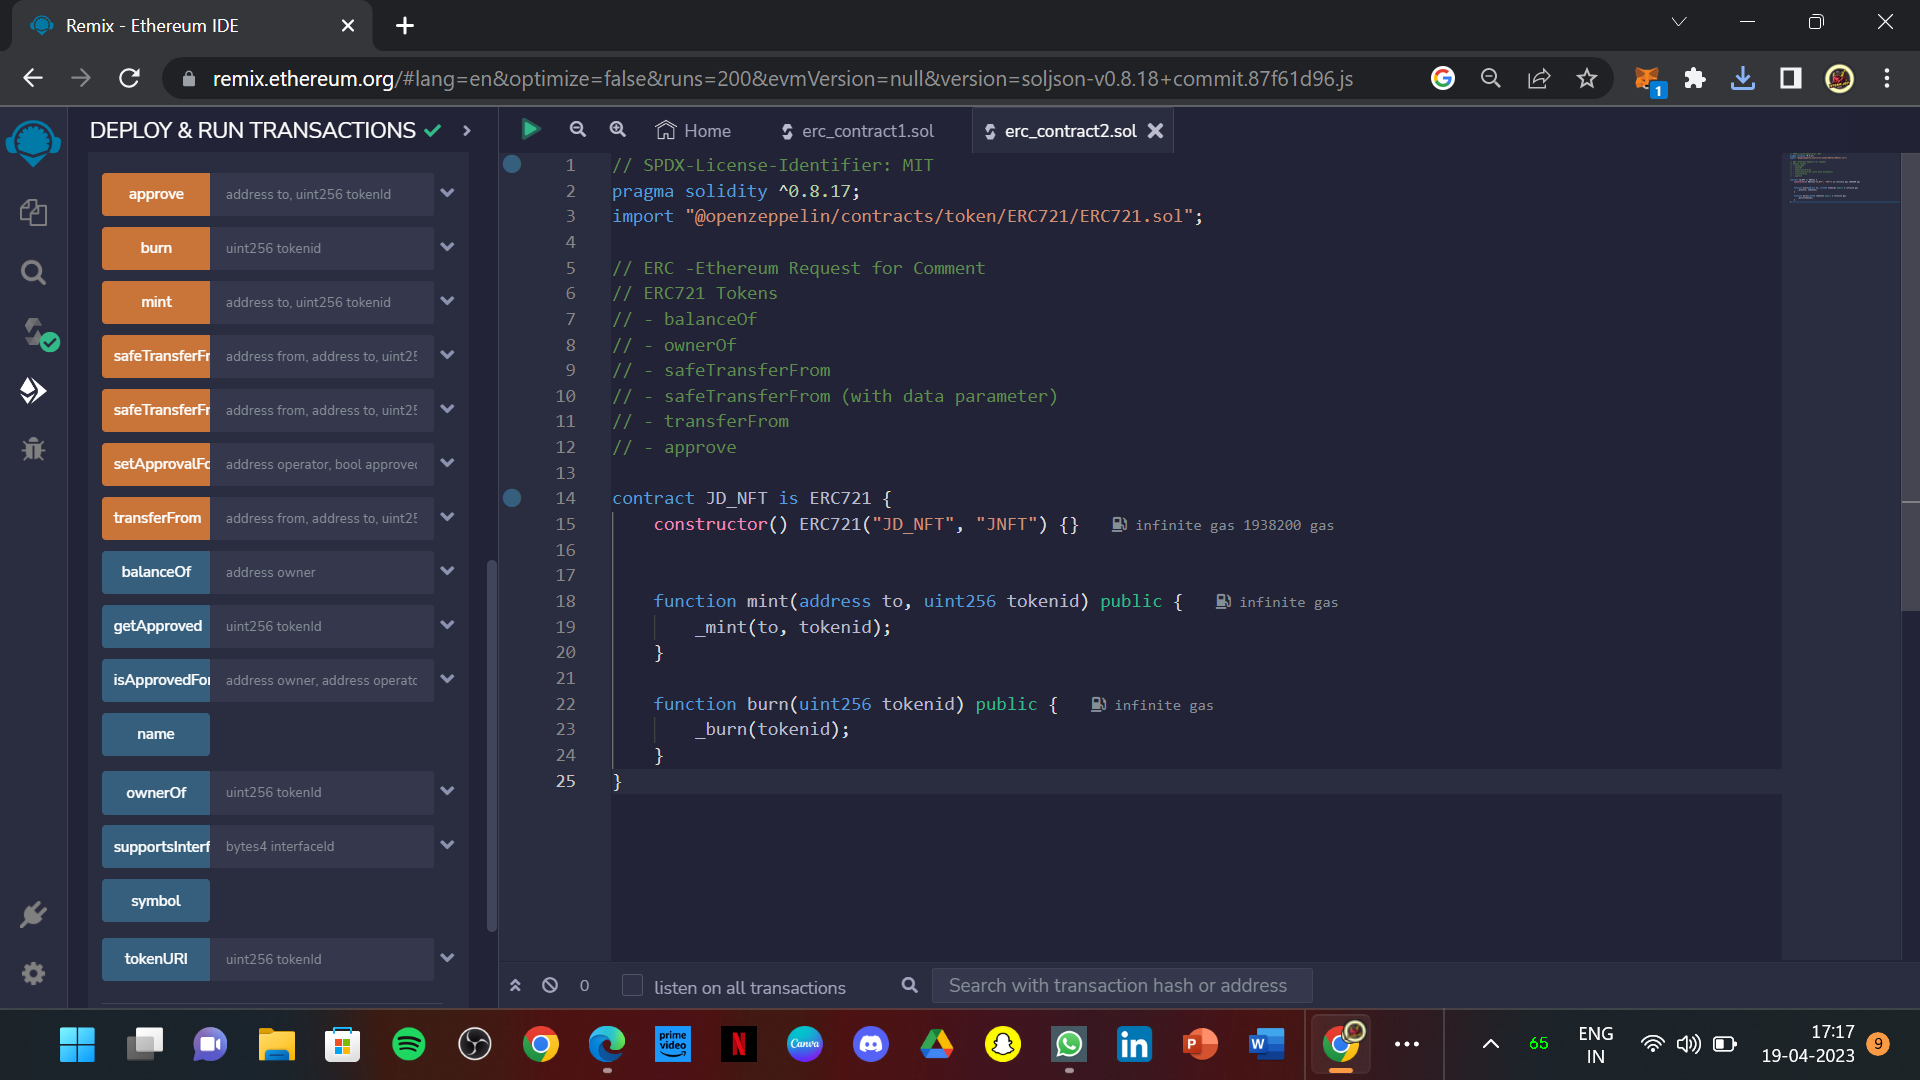 Remix - Ethereum IDE
remix.ethereum.org/#lang=en&optimize=false&runs=200&evmVersion=null&version=soljson-v0.8.18+commit.87f61d96.js
1
DEPLOY & RUN TRANSACTIONS
approve address to, uint256 tokenId
burn uint256 tokenid
mint address to, uint256 tokenid
safeTransferFr address from, address to, uint25
safeTransferFr address from, address to, uint25
setApprovalFo address operator, bool approved
transferFrom address from, address to, uint25
balanceOf address owner
getApproved uint256 tokenId
isApprovedFor address owner, address operato
name
ownerOf uint256 tokenId
supportsInterf bytes4 interfaceId
symbol
tokenURI uint256 tokenId
Home erc_contract1.sol erc_contract2.sol
1 // SPDX-License-Identifier: MIT
2 pragma solidity ^0.8.17;
3 import "@openzeppelin/contracts/token/ERC721/ERC721.sol";
4
5 // ERC -Ethereum Request for Comment
6 // ERC721 Tokens
7 // - balanceOf
8 // - ownerOf
9 // - safeTransferFrom
10 // - safeTransferFrom (with data parameter)
11 // - transferFrom
12 // - approve
13
14 contract JD_NFT is ERC721 {
15 constructor() ERC721("JD_NFT", "JNFT") {} infinite gas 1938200 gas
16
17
18 function mint(address to, uint256 tokenid) public { infinite gas
19 _mint(to, tokenid);
20 }
21
22 function burn(uint256 tokenid) public { infinite gas
23 _burn(tokenid);
24 }
25 }
0 listen on all transactions Search with transaction hash or address
prime video
N
Canva
in
P
W
65
ENG
IN
17:17
19-04-2023
9